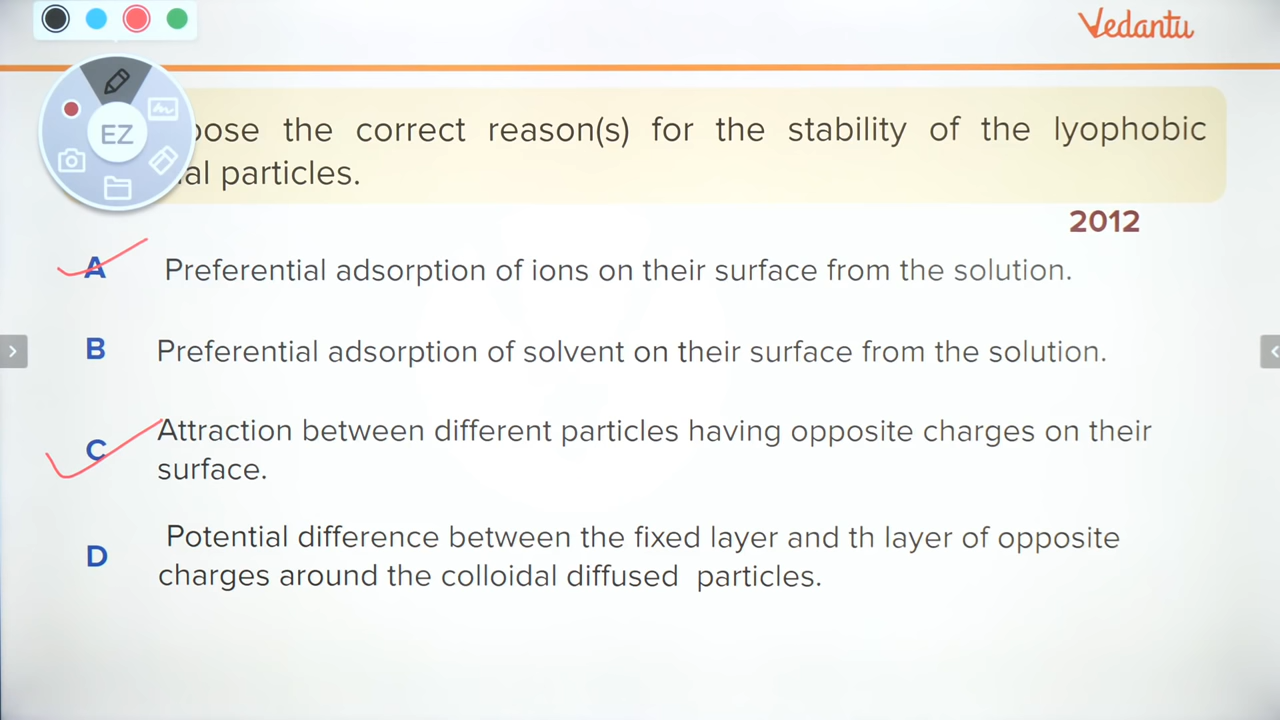 Vedantu
EZ
ose the correct reason(s) for the stability of the lyophobic
al particles.
2012
A Preferential adsorption of ions on their surface from the solution.
B Preferential adsorption of solvent on their surface from the solution.
C Attraction between different particles having opposite charges on their
surface.
D Potential difference between the fixed layer and th layer of opposite
charges around the colloidal diffused particles.